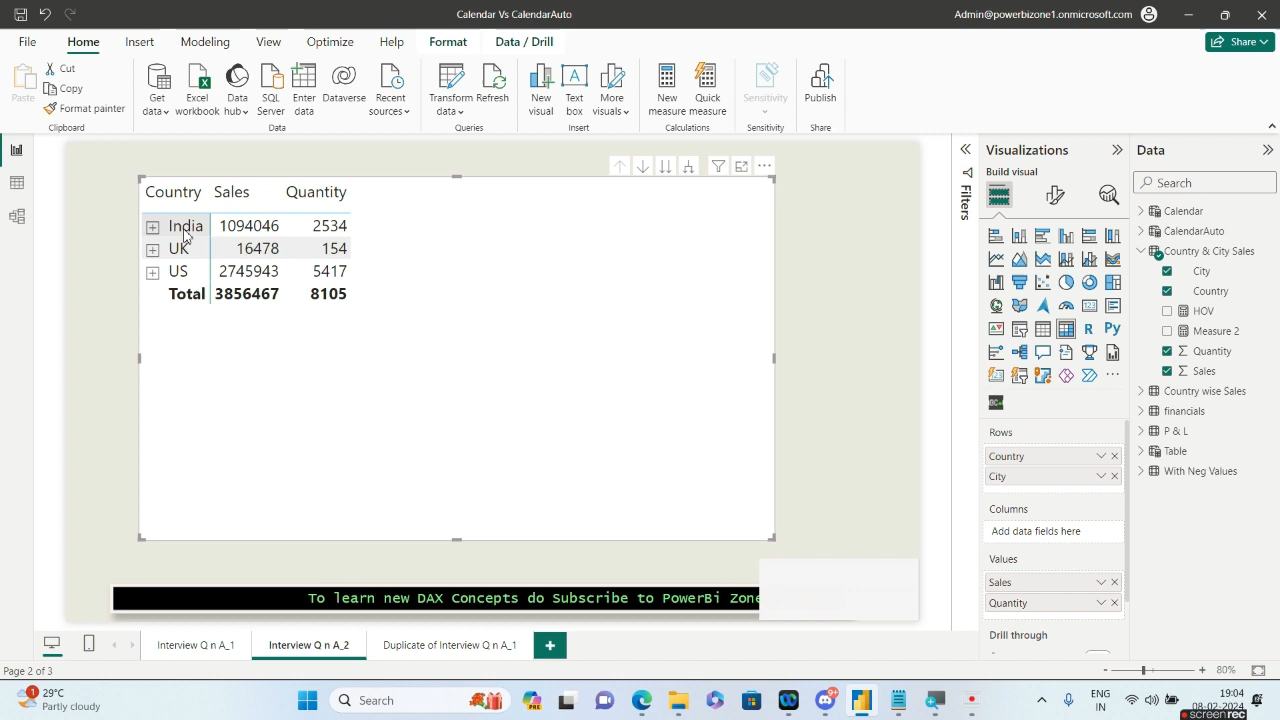 Calendar Vs CalendarAuto
Admin@powerbizone1.onmicrosoft.com
File Home Insert Modeling View Optimize Help Format Data / Drill Share
Paste
Cut
Copy
Format painter
Get data
Excel workbook
Data hub
SQL Server
Enter data
Dataverse
Recent sources
Transform data
Refresh
New visual
Text box
More visuals
New measure
Quick measure
Sensitivity
Publish
Clipboard Data Queries Insert Calculations Sensitivity Share
Country Sales Quantity
India 1094046 2534
UK 16478 154
US 2745943 5417
Total 3856467 8105
To learn new DAX Concepts do Subscribe to PowerBi Zone
Filters
Visualizations
Build visual
R Py
123
Rows
Country
City
Columns
Add data fields here
Values
Sales
Quantity
Drill through
Data
Search
Calendar
CalendarAuto
Country & City Sales
City
Country
HOV
Measure 2
Quantity
Sales
Country wise Sales
financials
P & L
Table
With Neg Values
Interview Q n A_1 Interview Q n A_2 Duplicate of Interview Q n A_1
Page 2 of 3
80%
1
29°C
Partly cloudy
Search
PRE
ENG
IN
19:04
08-02-2024
screenrec